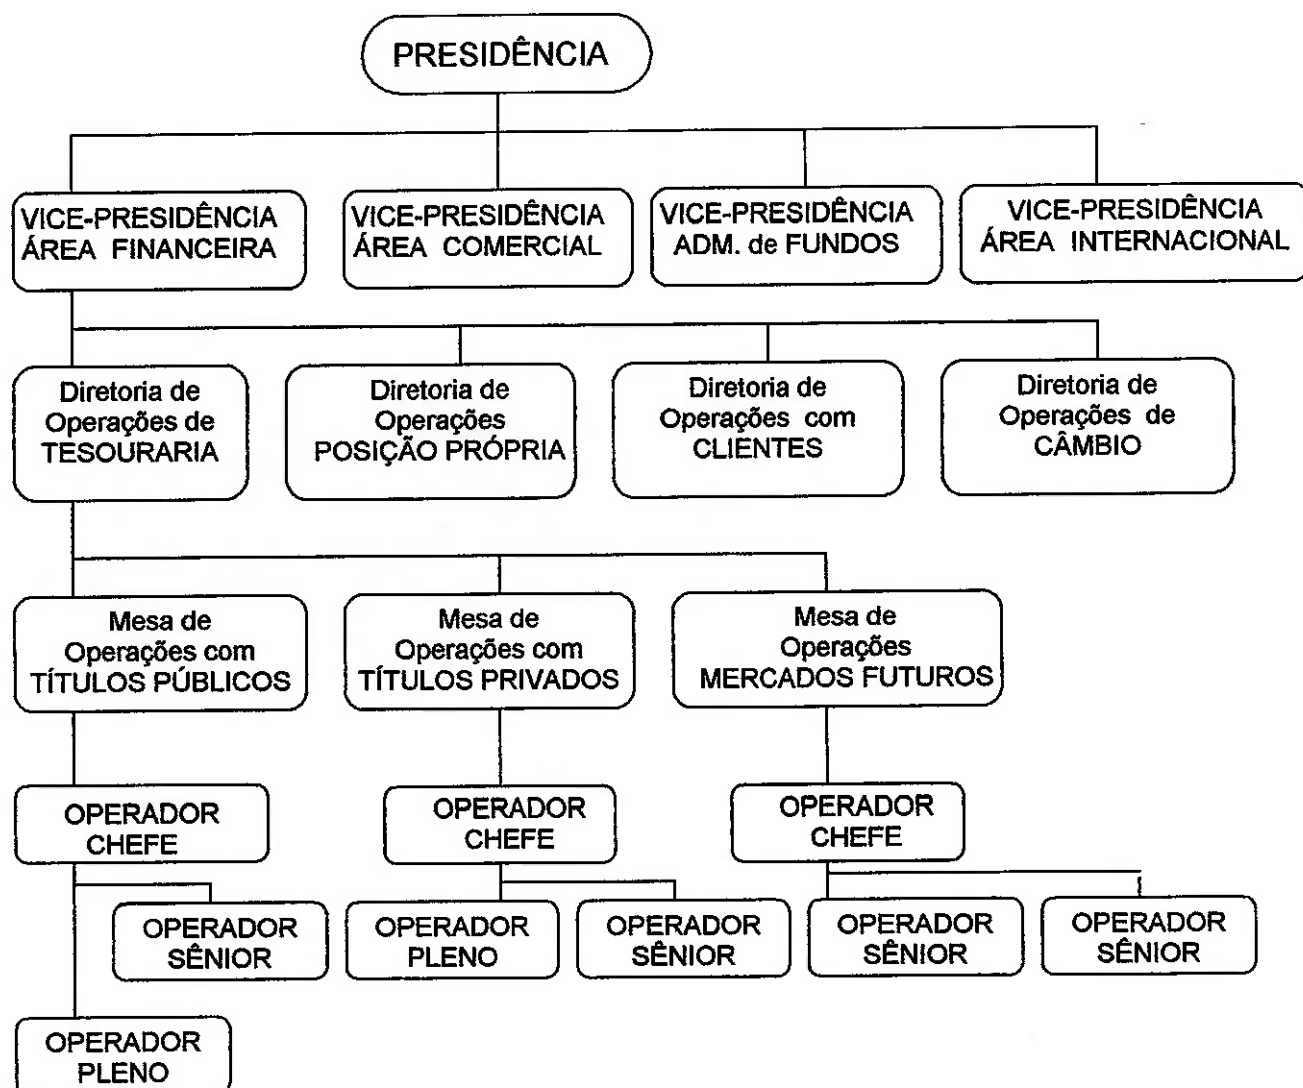 PRESIDÊNCIA
VICE-PRESIDÊNCIA
ÁREA FINANCEIRA
VICE-PRESIDÊNCIA
ÁREA COMERCIAL
VICE-PRESIDÊNCIA
ADM. de FUNDOS
VICE-PRESIDÊNCIA
ÁREA INTERNACIONAL
Diretoria de
Operações de
TESOURARIA
Diretoria de
Operações
POSIÇÃO PRÓPRIA
Diretoria de
Operações com
CLIENTES
Diretoria de
Operações de
CÂMBIO
Mesa de
Operações com
TÍTULOS PÚBLICOS
Mesa de
Operações com
TÍTULOS PRIVADOS
Mesa de
Operações
MERCADOS FUTUROS
OPERADOR
CHEFE
OPERADOR
CHEFE
OPERADOR
CHEFE
OPERADOR
SÊNIOR
OPERADOR
PLENO
OPERADOR
SÊNIOR
OPERADOR
SÊNIOR
OPERADOR
SÊNIOR
OPERADOR
PLENO